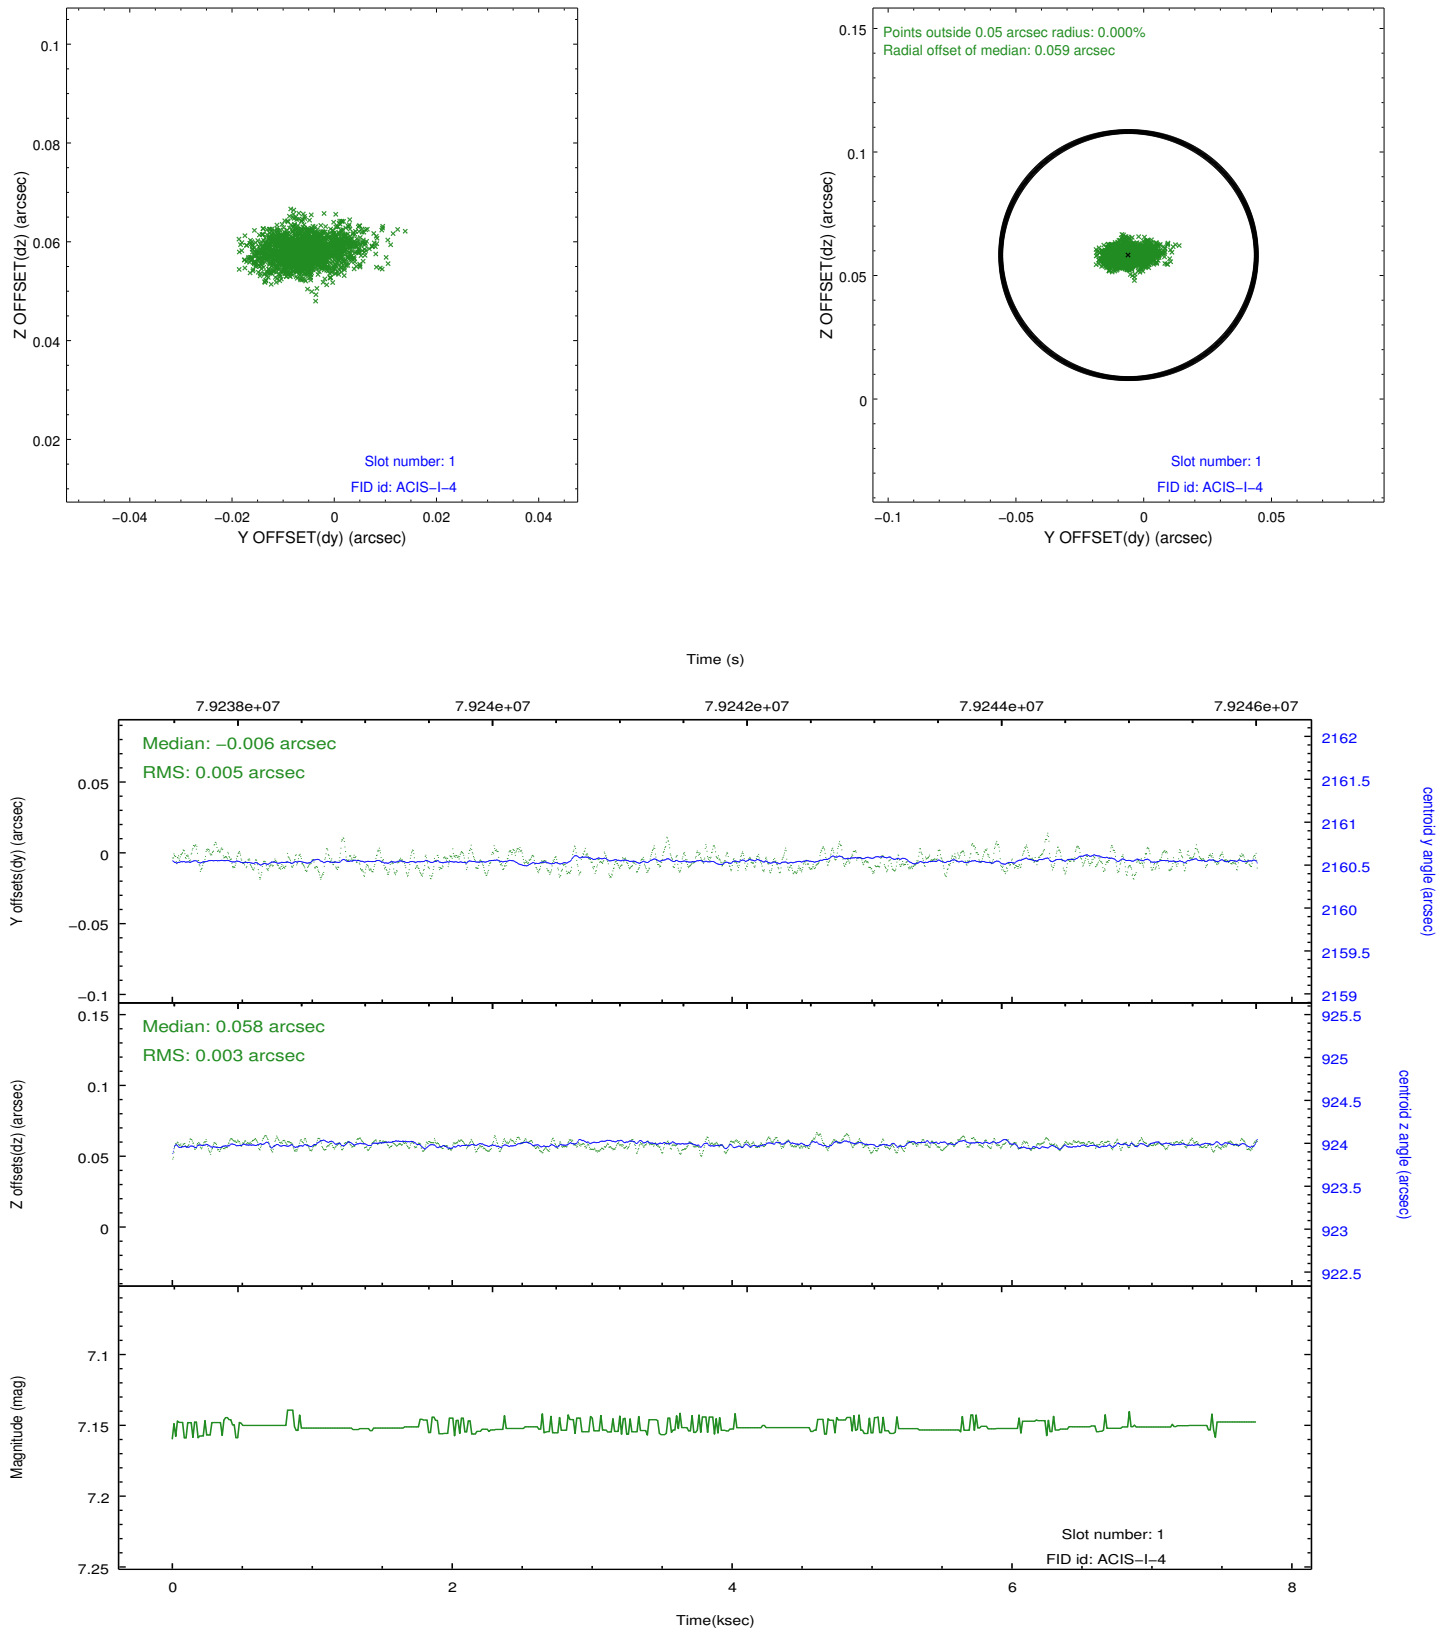 0.1
0.08
0.06
0.04
0.02
Z OFFSET(dz) (arcsec)
−0.04
−0.02
0
0.02
0.04
Y OFFSET(dy) (arcsec)
Slot number: 1
FID id: ACIS−I−4
Points outside 0.05 arcsec radius: 0.000%
Radial offset of median: 0.059 arcsec
0.15
0.1
0.05
0
Z OFFSET(dz) (arcsec)
−0.1
−0.05
0
0.05
Y OFFSET(dy) (arcsec)
Slot number: 1
FID id: ACIS−I−4
Time (s)
7.9238e+07
7.924e+07
7.9242e+07
7.9244e+07
7.9246e+07
Median: −0.006 arcsec
RMS: 0.005 arcsec
0.05
0
−0.05
−0.1
Y offsets(dy) (arcsec)
2162
2161.5
2161
2160.5
2160
2159.5
2159
centroid y angle (arcsec)
Median: 0.058 arcsec
RMS: 0.003 arcsec
0.15
0.1
0.05
0
Z offsets(dz) (arcsec)
925.5
925
924.5
924
923.5
923
922.5
centroid z angle (arcsec)
7.1
7.15
7.2
7.25
Magnitude (mag)
Slot number: 1
FID id: ACIS−I−4
0
2
4
6
8
Time(ksec)